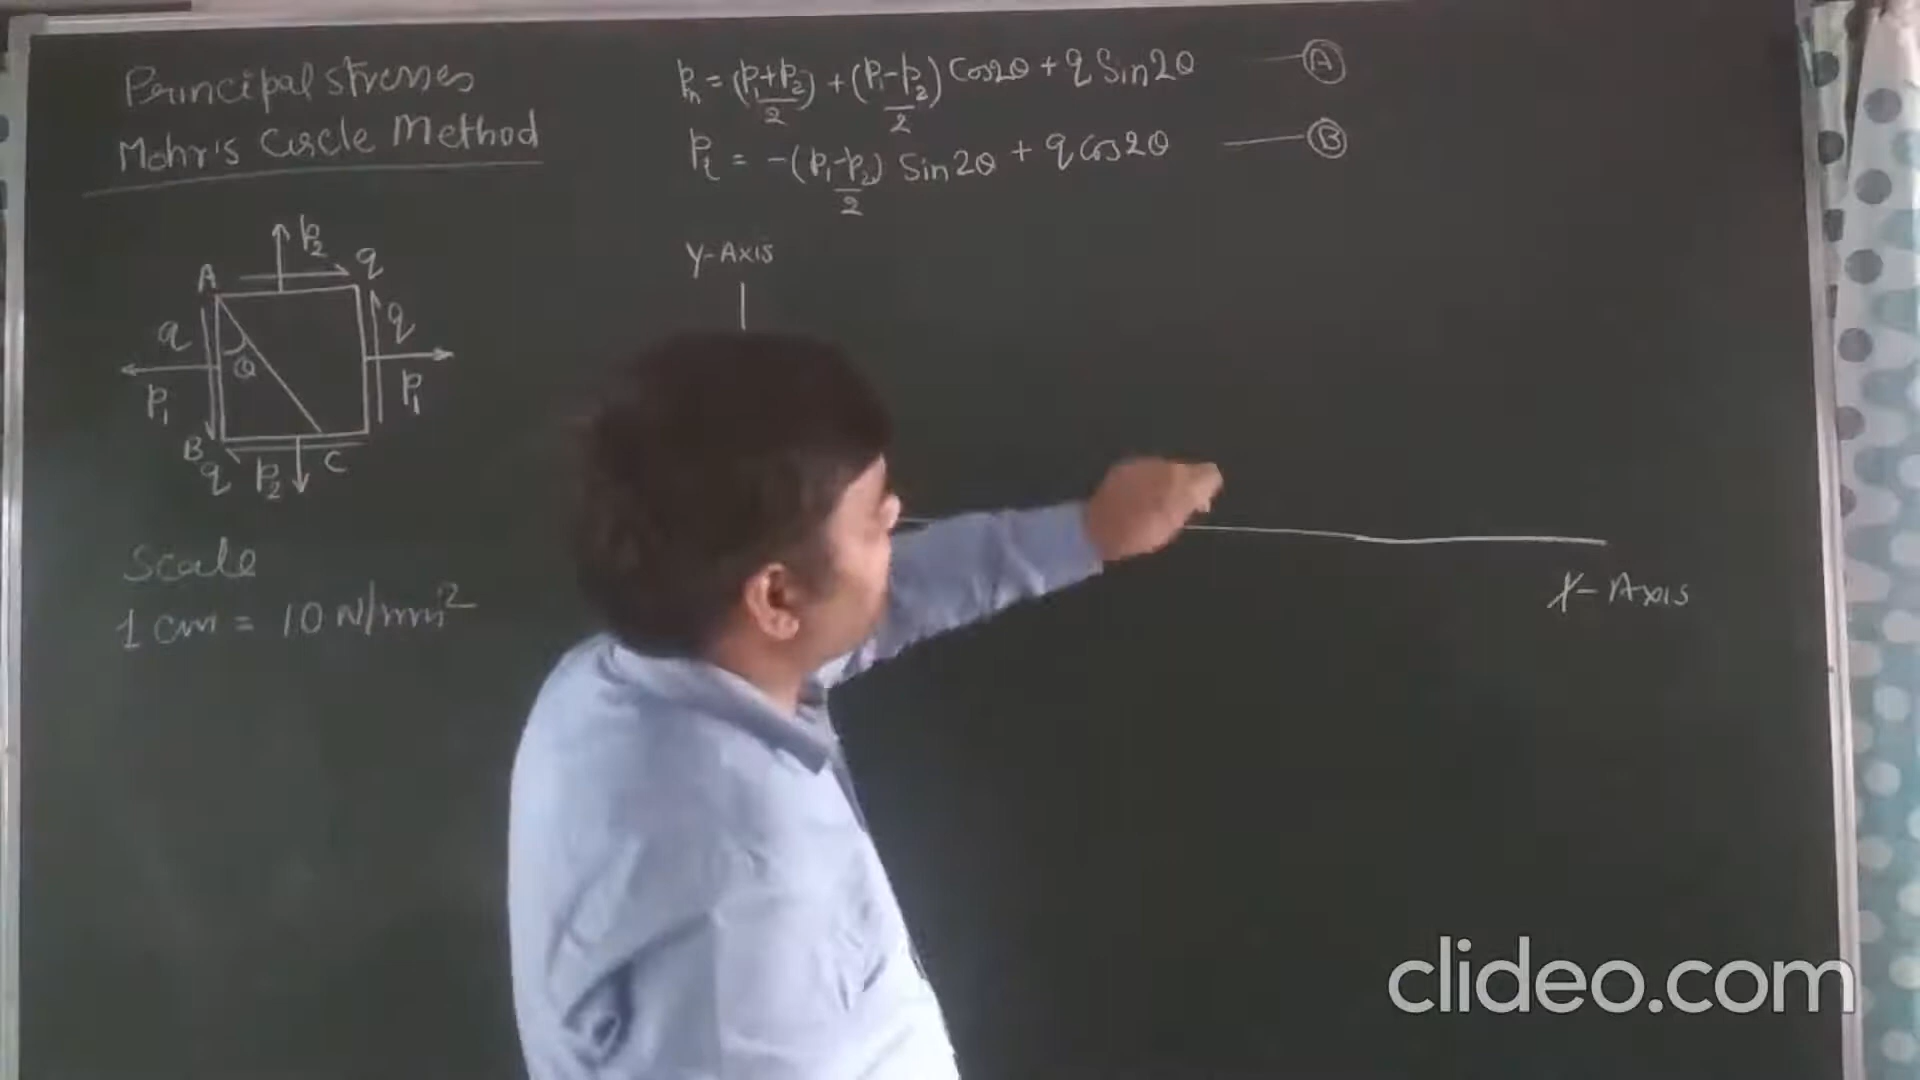 Principal stresses
Mohr's Circle Method
Pn = (P1+P2)/2 + (P1-P2)/2 Cos2θ + q Sin2θ — (A)
Pt = -(P1-P2)/2 Sin2θ + q cos2θ — (B)
Y-Axis
P2
A
q
q
q
θ
P1
P1
B
q
P2
C
Scale
1 cm = 10 N/mm²
X-Axis
clideo.com